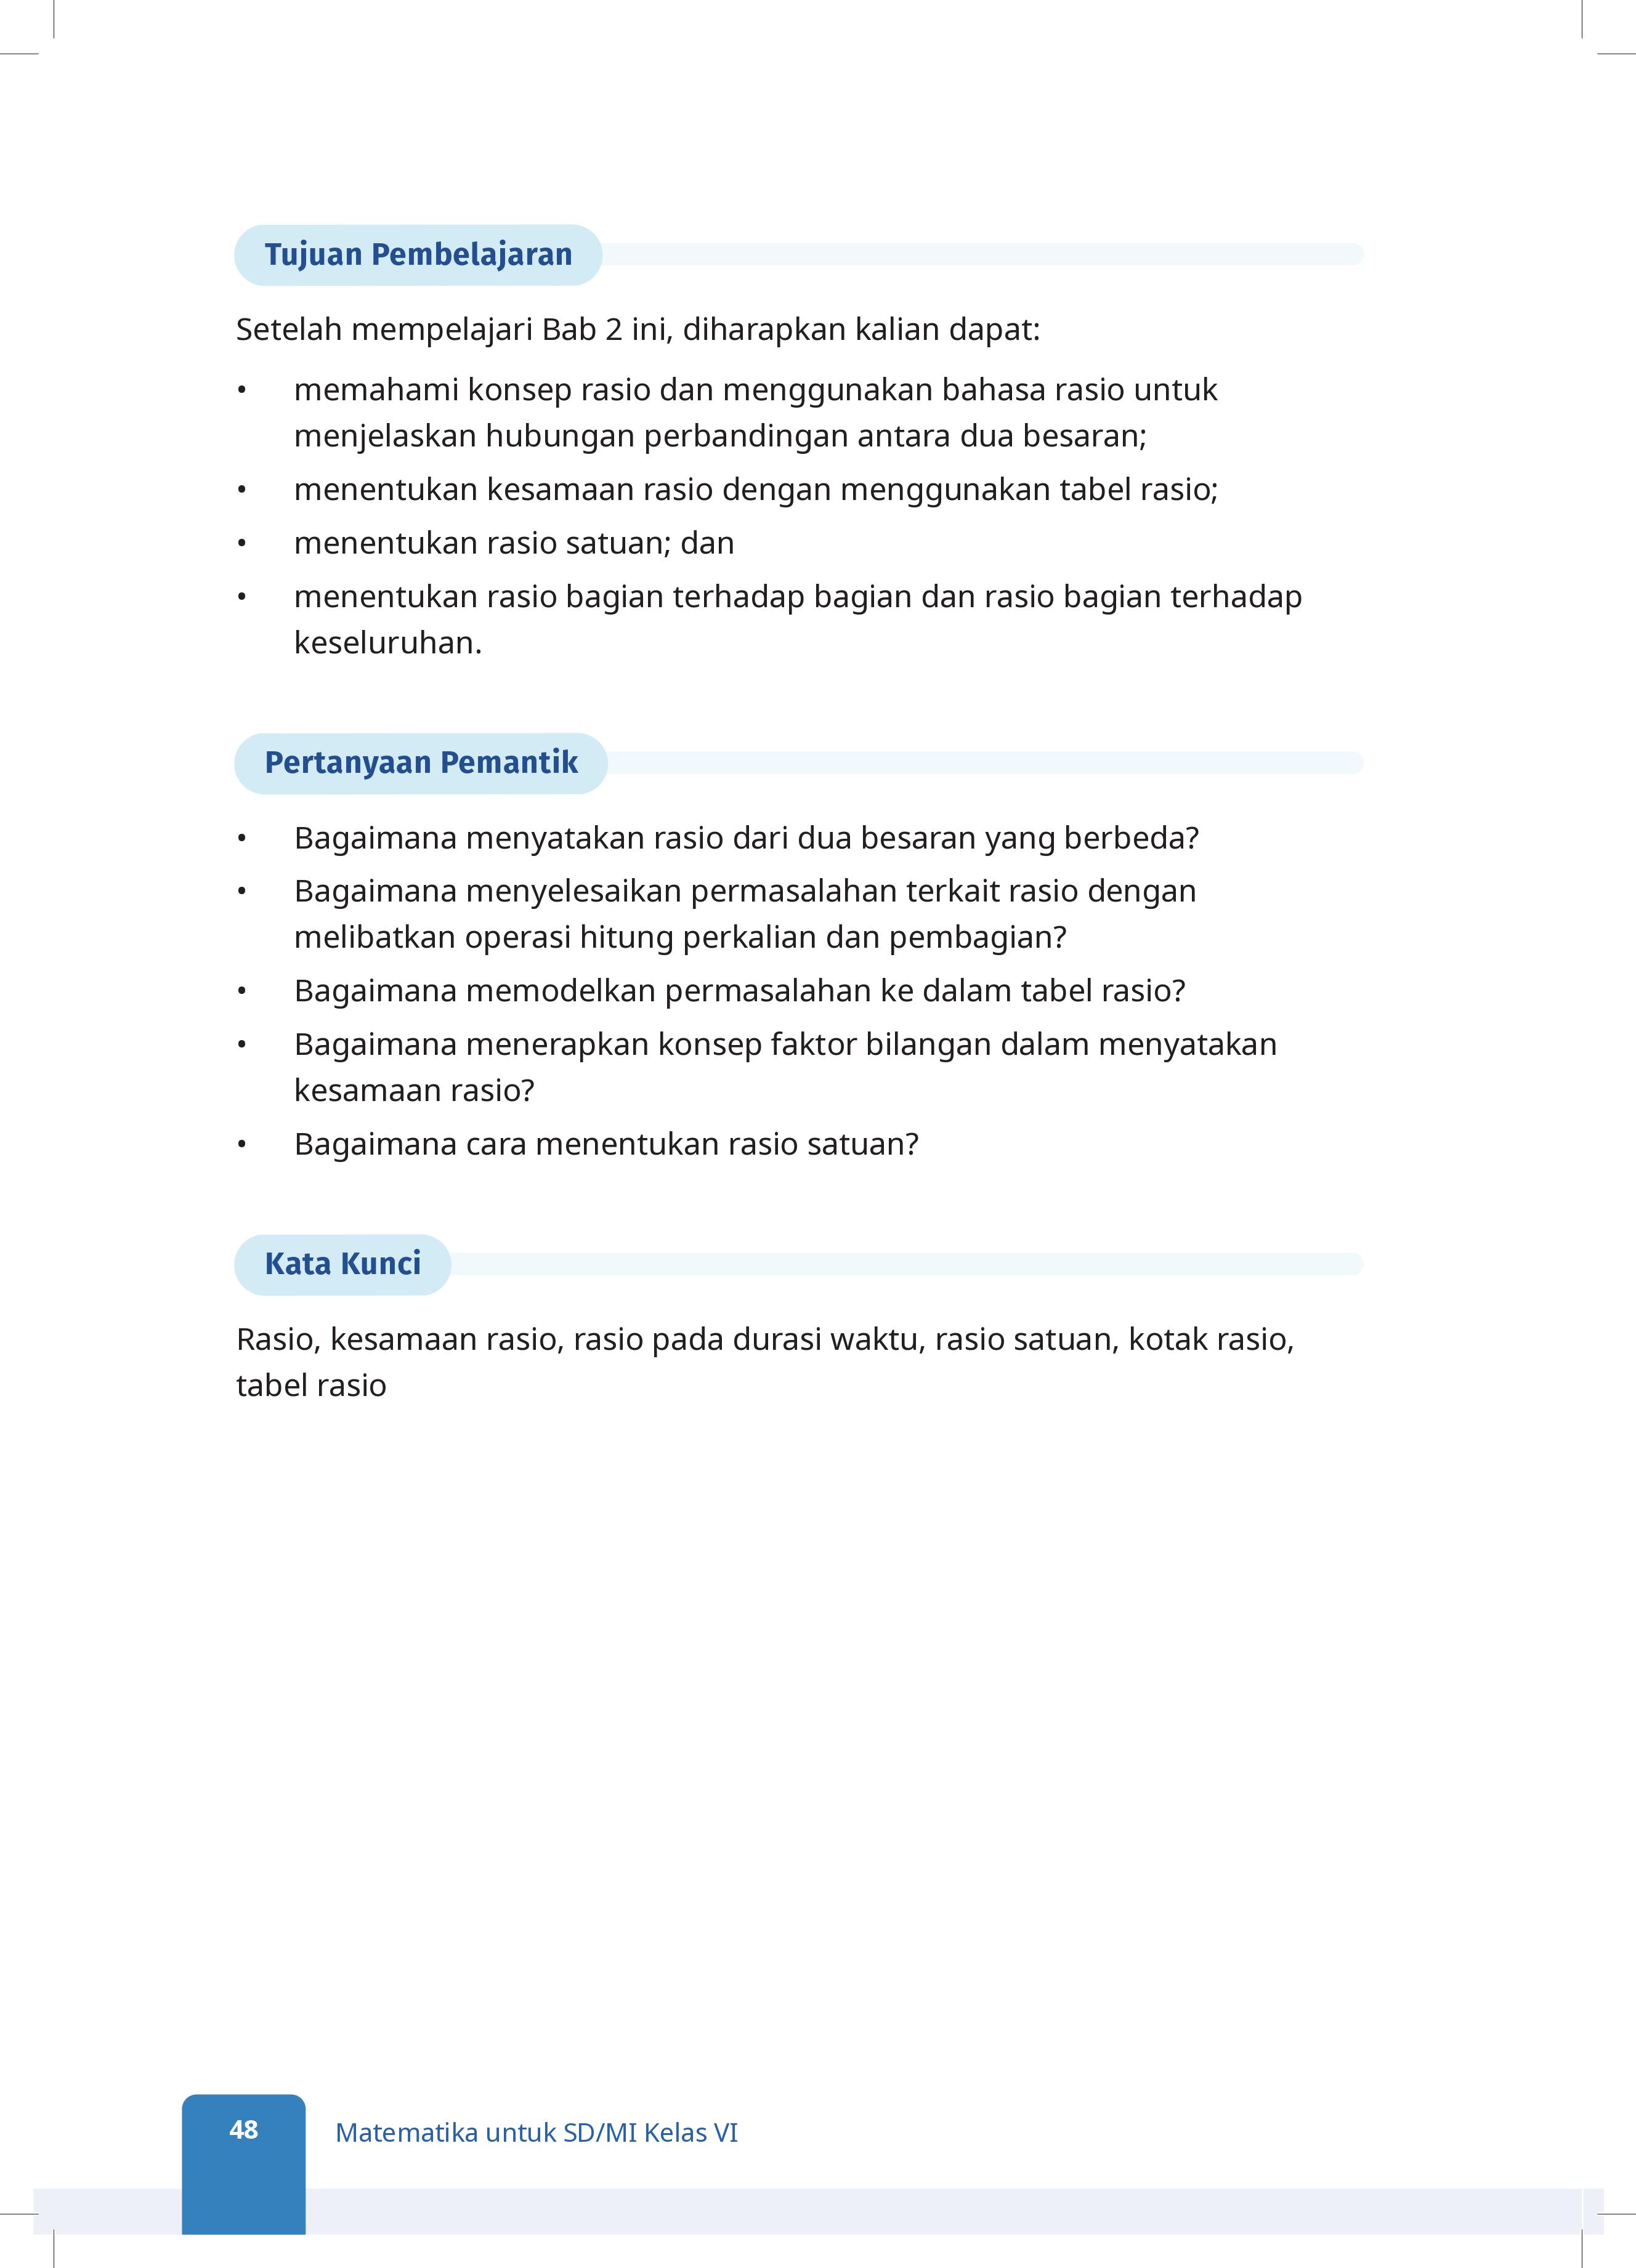 Tujuan Pembelajaran
Setelah mempelajari Bab 2 ini, diharapkan kalian dapat:
• memahami konsep rasio dan menggunakan bahasa rasio untuk
menjelaskan hubungan perbandingan antara dua besaran;
• menentukan kesamaan rasio dengan menggunakan tabel rasio;
• menentukan rasio satuan; dan
• menentukan rasio bagian terhadap bagian dan rasio bagian terhadap
keseluruhan.
Pertanyaan Pemantik
• Bagaimana menyatakan rasio dari dua besaran yang berbeda?
• Bagaimana menyelesaikan permasalahan terkait rasio dengan
melibatkan operasi hitung perkalian dan pembagian?
• Bagaimana memodelkan permasalahan ke dalam tabel rasio?
• Bagaimana menerapkan konsep faktor bilangan dalam menyatakan
kesamaan rasio?
• Bagaimana cara menentukan rasio satuan?
Kata Kunci
Rasio, kesamaan rasio, rasio pada durasi waktu, rasio satuan, kotak rasio,
tabel rasio
48
Matematika untuk SD/MI Kelas VI